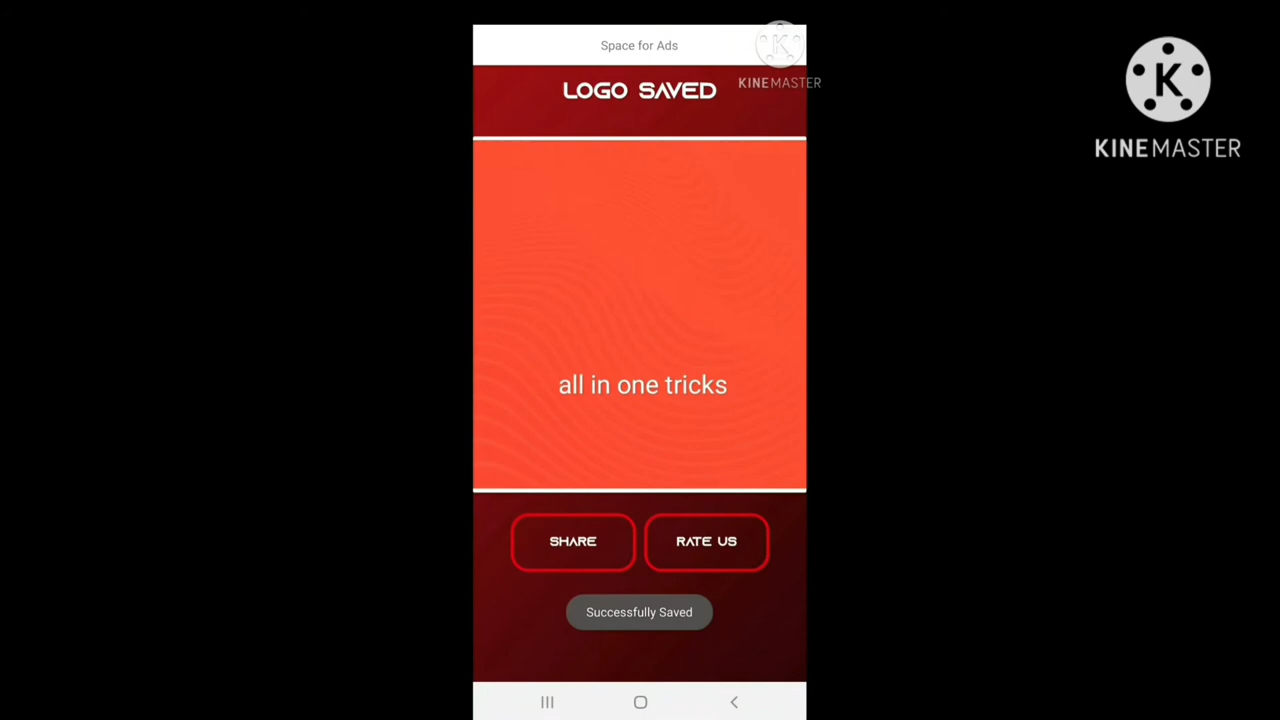 Space for Ads
KINEMASTER
LOGO SAVED
KINEMASTER
all in one tricks
SHARE
RATE US
Successfully Saved